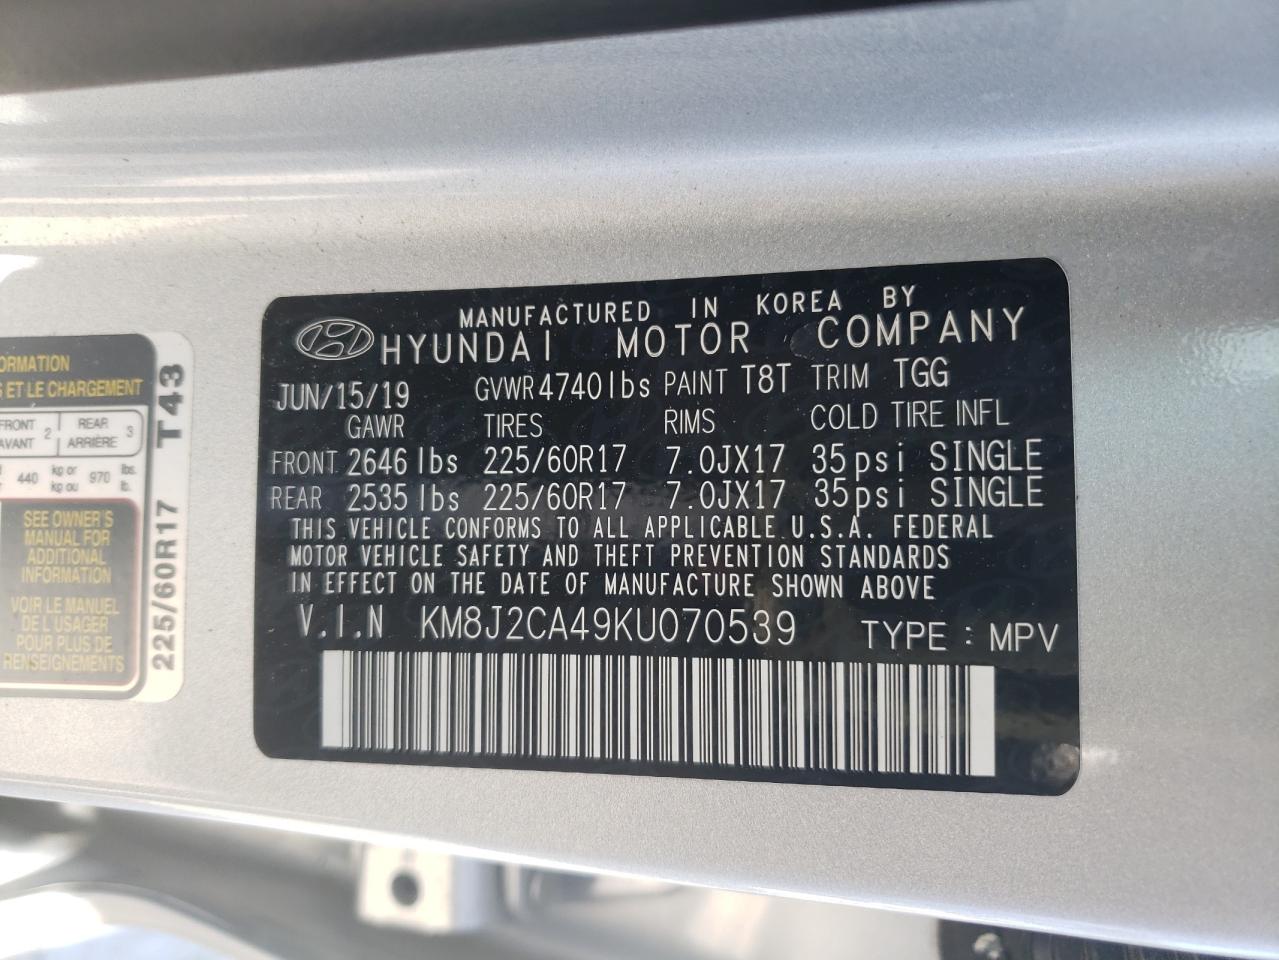 MANUFACTURED IN KOREA BY
HYUNDAI MOTOR COMPANY
JUN/15/19 GVWR 4740lbs PAINT T8T TRIM TGG
GAWR TIRES RIMS COLD TIRE INFL
FRONT 2646 lbs 225/60R17 7.0JX17 35psi SINGLE
REAR 2535 lbs 225/60R17 7.0JX17 35psi SINGLE
THIS VEHICLE CONFORMS TO ALL APPLICABLE U.S.A. FEDERAL
MOTOR VEHICLE SAFETY AND THEFT PREVENTION STANDARDS
IN EFFECT ON THE DATE OF MANUFACTURE SHOWN ABOVE
V.I.N KM8J2CA49KU070539 TYPE : MPV
ORMATION
S ET LE CHARGEMENT
FRONT 2 REAR 3
AVANT ARRIÈRE
440 kg or 970 lbs.
kg ou lb.
SEE OWNER'S
MANUAL FOR
ADDITIONAL
INFORMATION
VOIR LE MANUEL
DE L'USAGER
POUR PLUS DE
RENSEIGNEMENTS
225/60R17 T43